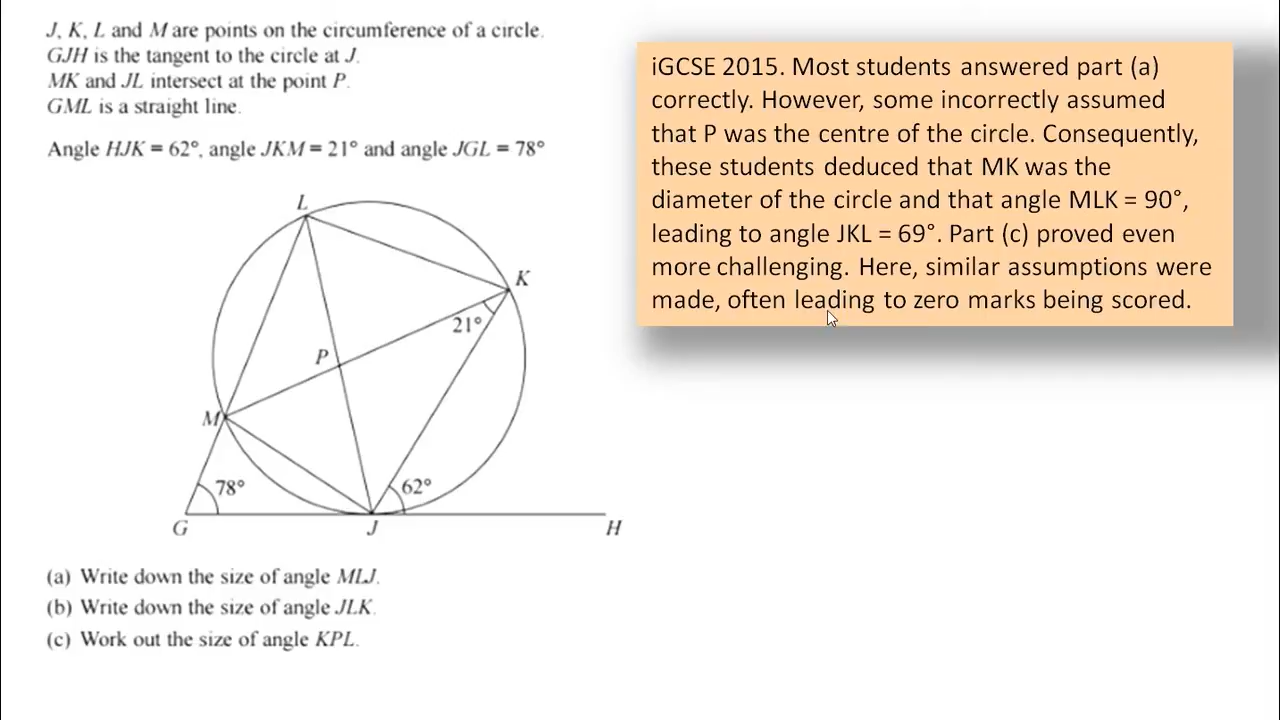 J, K, L and M are points on the circumference of a circle.
GJH is the tangent to the circle at J.
MK and JL intersect at the point P.
GML is a straight line.
Angle HJK = 62°, angle JKM = 21° and angle JGL = 78°
iGCSE 2015. Most students answered part (a)
correctly. However, some incorrectly assumed
that P was the centre of the circle. Consequently,
these students deduced that MK was the
diameter of the circle and that angle MLK = 90°,
leading to angle JKL = 69°. Part (c) proved even
more challenging. Here, similar assumptions were
made, often leading to zero marks being scored.
L
K
21°
P
M
78°
62°
G
J
H
(a) Write down the size of angle MLJ.
(b) Write down the size of angle JLK.
(c) Work out the size of angle KPL.